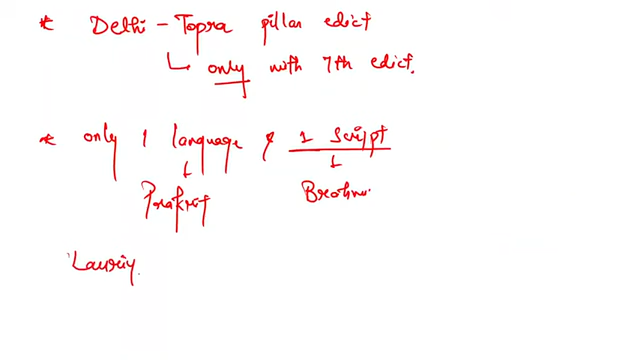 * Delhi - Topra pillar edict
↳ only with 7th edict.
* only 1 language & 1 script
↓ ↓
Prakrit Brahmi
Lauriy